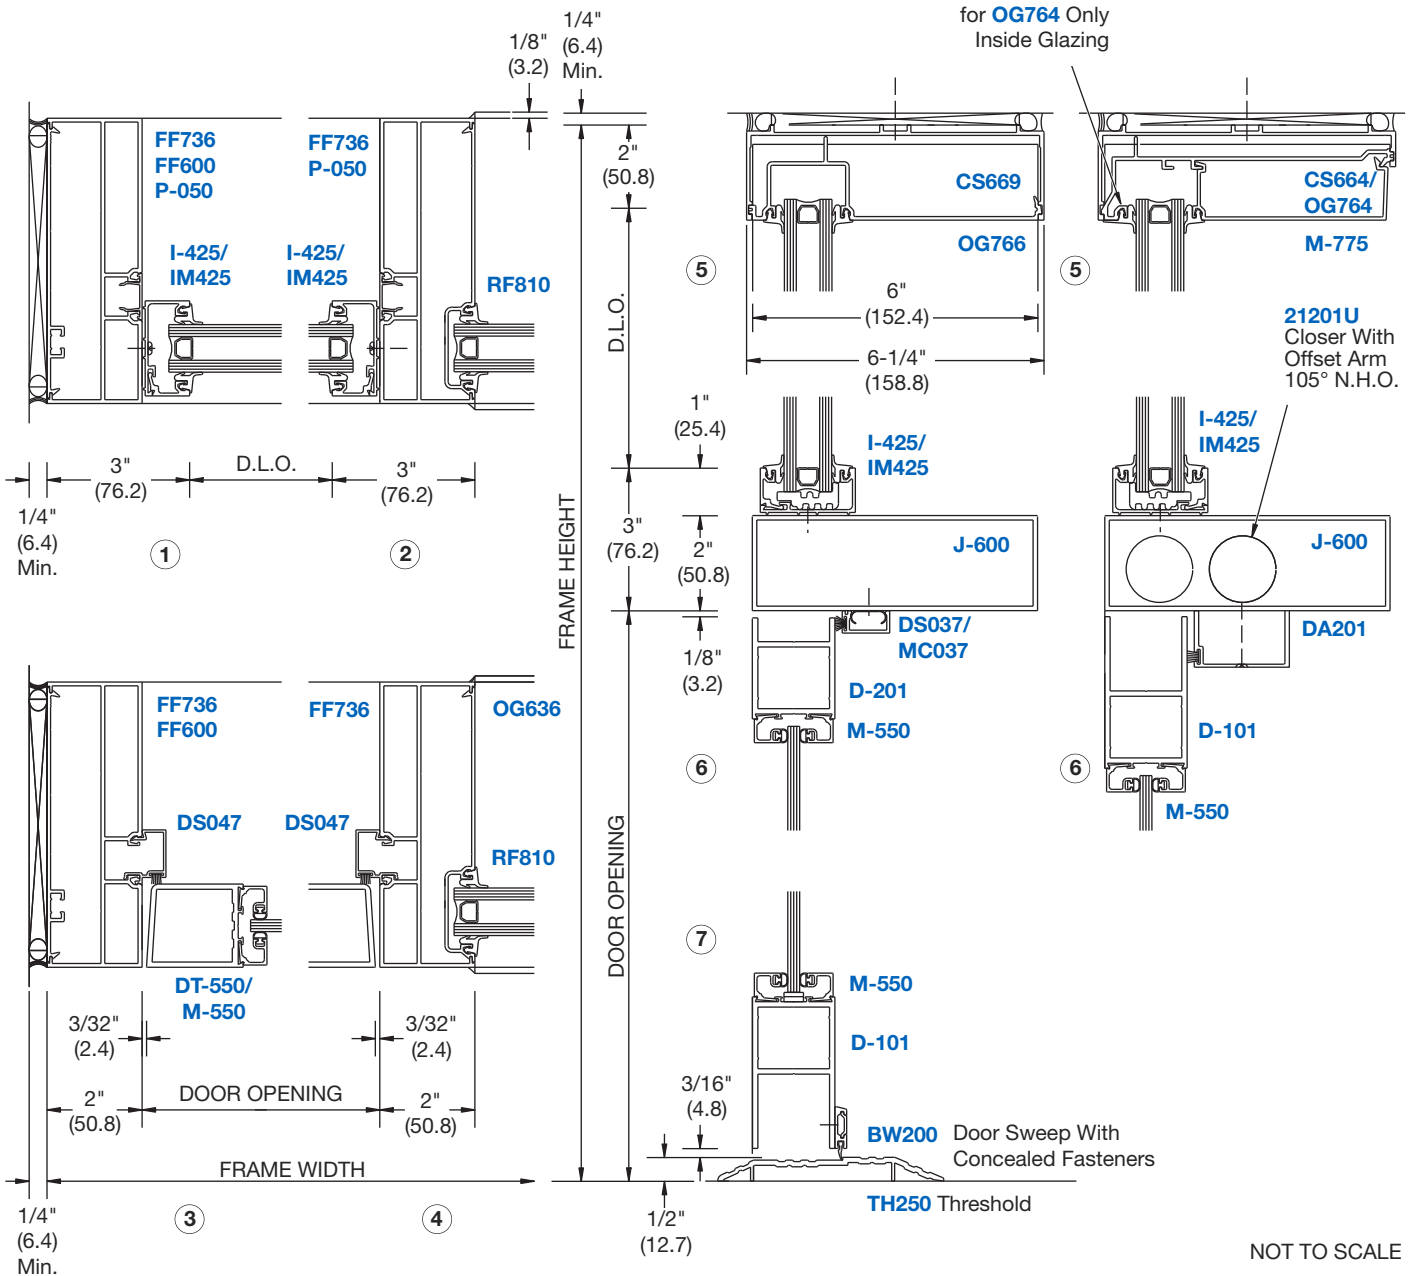 for OG764 Only
Inside Glazing
1/4"
(6.4)
Min.
1/8"
(3.2)
FF736
FF600
P-050
FF736
P-050
I-425/
IM425
I-425/
IM425
RF810
3"
(76.2)
D.L.O.
3"
(76.2)
1/4"
(6.4)
Min.
1
2
2"
(50.8)
D.L.O.
FRAME HEIGHT
CS669
OG766
5
6"
(152.4)
6-1/4"
(158.8)
CS664/
OG764
M-775
5
21201U
Closer With
Offset Arm
105° N.H.O.
1"
(25.4)
I-425/
IM425
I-425/
IM425
3"
(76.2)
2"
(50.8)
J-600
J-600
1/8"
(3.2)
DS037/
MC037
DA201
D-201
M-550
6
D-101
6
M-550
FF736
FF600
FF736
OG636
DS047
DS047
RF810
DT-550/
M-550
3/32"
(2.4)
3/32"
(2.4)
2"
(50.8)
DOOR OPENING
2"
(50.8)
FRAME WIDTH
1/4"
(6.4)
Min.
3
4
DOOR OPENING
7
M-550
D-101
3/16"
(4.8)
BW200 Door Sweep With
Concealed Fasteners
TH250 Threshold
1/2"
(12.7)
NOT TO SCALE